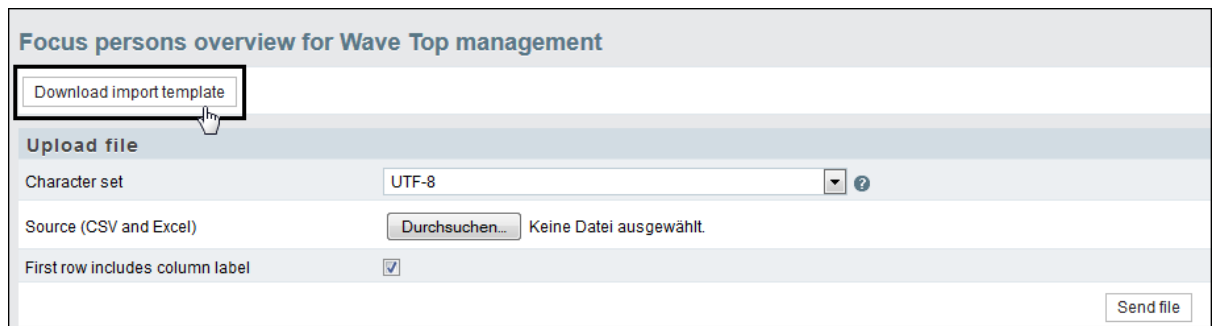 Focus persons overview for Wave Top management
Download import template
Upload file
Character set UTF-8 ?
Source (CSV and Excel) Durchsuchen... Keine Datei ausgewählt.
First row includes column label
Send file